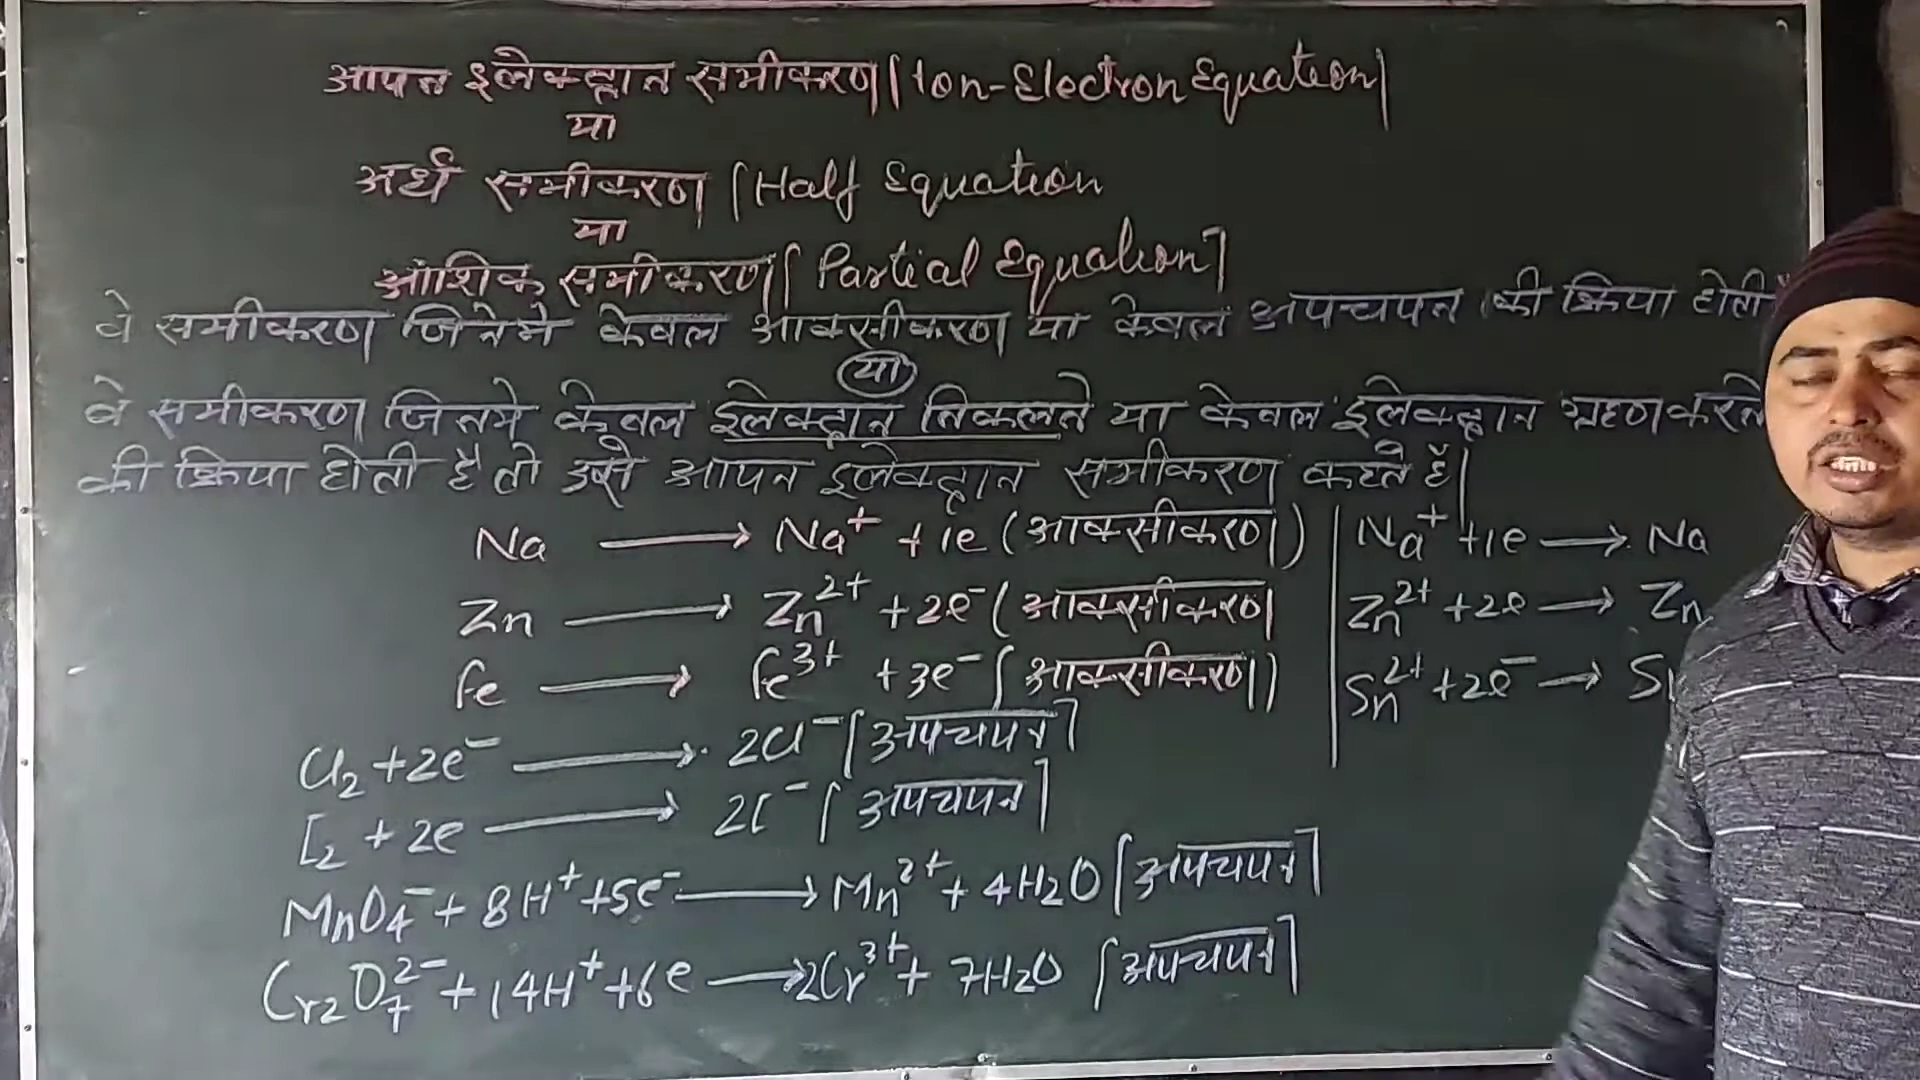 आयन इलेक्ट्रान समीकरण [Ion-Electron Equation]
या
अर्ध समीकरण [Half Equation
या
आंशिक समीकरण [Partial Equation]
वे समीकरण जिनमे केवल आक्सीकरण या केवल अपचयन की क्रिया होती
या
वे समीकरण जिनमे केवल इलेक्ट्रान निकलते या केवल इलेक्ट्रान ग्रहण करते
की क्रिया होती है तो उसे आयन इलेक्ट्रान समीकरण कहते हैं|
Na ⟶ Na⁺ + 1e (आक्सीकरण) | Na⁺ + 1e ⟶ Na
Zn ⟶ Zn²⁺ + 2e⁻ (आक्सीकरण | Zn²⁺ + 2e ⟶ Zn
Fe ⟶ Fe³⁺ + 3e⁻ [आक्सीकरण) | Sn²⁺ + 2e⁻ ⟶
Cl₂ + 2e⁻ ⟶ 2Cl⁻ [अपचयन]
I₂ + 2e ⟶ 2I⁻ [अपचयन]
MnO₄⁻ + 8H⁺ + 5e⁻ ⟶ Mn²⁺ + 4H₂O [अपचयन]
Cr₂O₇²⁻ + 14H⁺ + 6e ⟶ 2Cr³⁺ + 7H₂O [अपचयन]